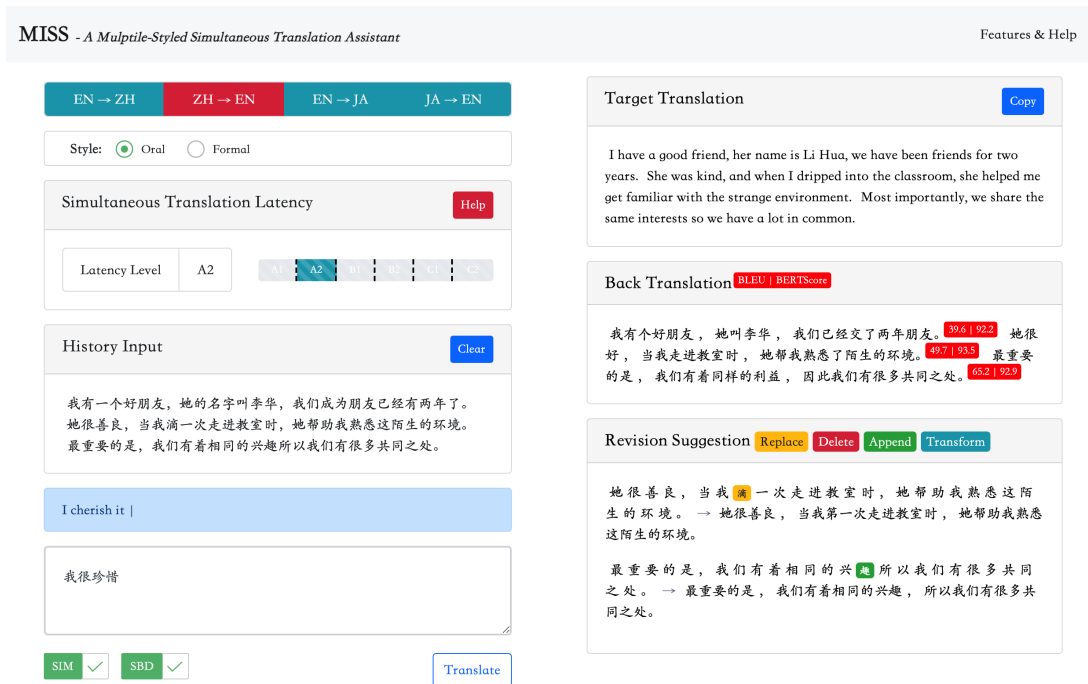 MISS - A Mulptile-Styled Simultaneous Translation Assistant
Features & Help
EN → ZH
ZH → EN
EN → JA
JA → EN
Style: Oral Formal
Simultaneous Translation Latency
Help
Latency Level
A2
A1 A2 B1 B2 C1 C2
History Input
Clear
我有一个好朋友，她的名字叫李华，我们成为朋友已经有两年了。
她很善良，当我滴一次走进教室时，她帮助我熟悉这陌生的环境。
最重要的是，我们有着相同的兴趣所以我们有很多共同之处。
I cherish it |
我很珍惜
SIM
SBD
Translate
Target Translation
Copy
I have a good friend, her name is Li Hua, we have been friends for two
years. She was kind, and when I dripped into the classroom, she helped me
get familiar with the strange environment. Most importantly, we share the
same interests so we have a lot in common.
Back Translation BLEU | BERTScore
我有个好朋友，她叫李华，我们已经交了两年朋友。 39.6 | 92.2 她很
好，当我走进教室时，她帮我熟悉了陌生的环境。 49.7 | 93.5 最重要
的是，我们有着同样的利益，因此我们有很多共同之处。 65.2 | 92.9
Revision Suggestion Replace Delete Append Transform
她很善良，当我滴一次走进教室时，她帮助我熟悉这陌
生的环境。 → 她很善良，当我第一次走进教室时，她帮助我熟悉
这陌生的环境。
最重要的是，我们有着相同的兴趣所以我们有很多共同
之处。 → 最重要的是，我们有着相同的兴趣，所以我们有很多共
同之处。